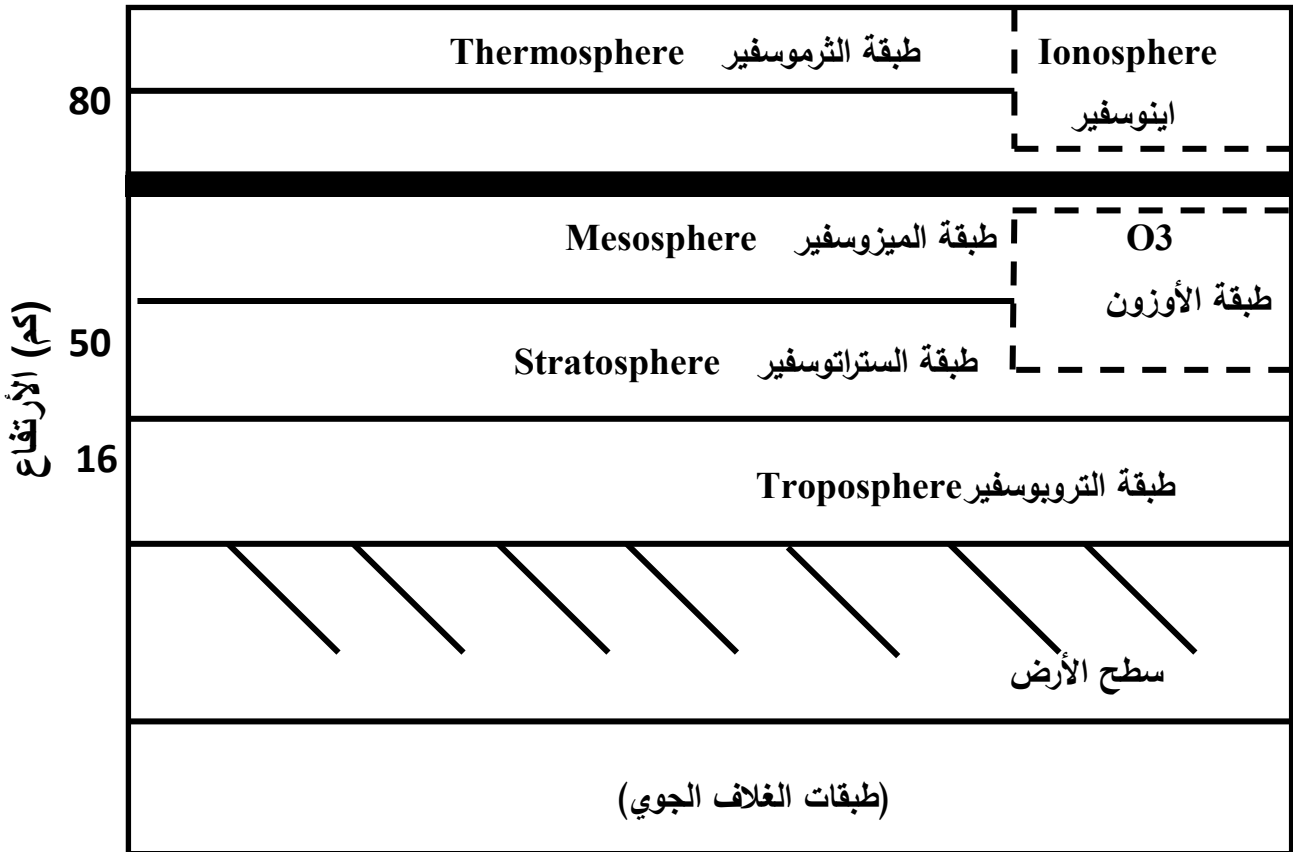 طبقة الثرموسفير Thermosphere
Ionosphere
اينوسفير
80
طبقة الميزوسفير Mesosphere
O3
طبقة الأوزون
50
طبقة الستراتوسفير Stratosphere
16
طبقة التروبوسفيرTroposphere
الأرتفاع (كم)
سطح الأرض
(طبقات الغلاف الجوي)